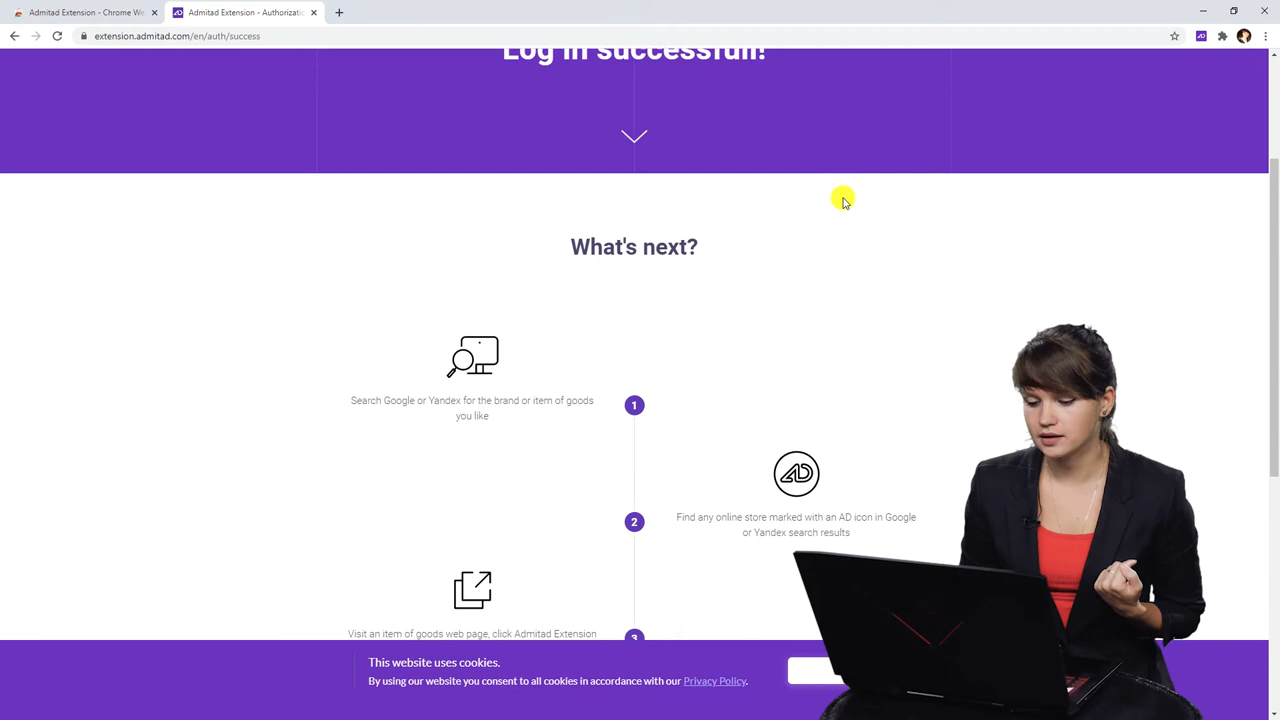 Admitad Extension - Chrome We
Admitad Extension - Authorizatio
extension.admitad.com/en/auth/success
Log in successfull!
What's next?
Search Google or Yandex for the brand or item of goods
you like
1
AD
Find any online store marked with an AD icon in Google
or Yandex search results
2
Visit an item of goods web page, click Admitad Extension
3
This website uses cookies.
By using our website you consent to all cookies in accordance with our Privacy Policy.